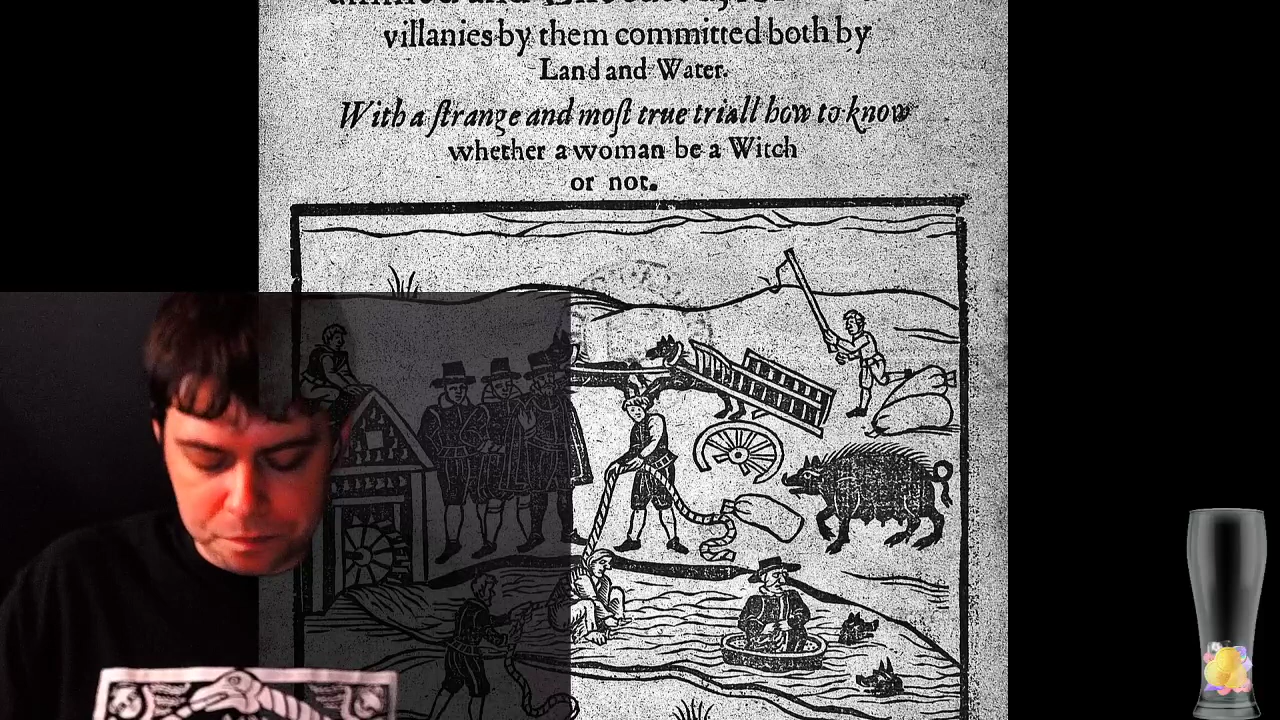 villanies by them committed both by
Land and Water.
With a ſtrange and moſt true triall how to know
whether a woman be a Witch
or not.